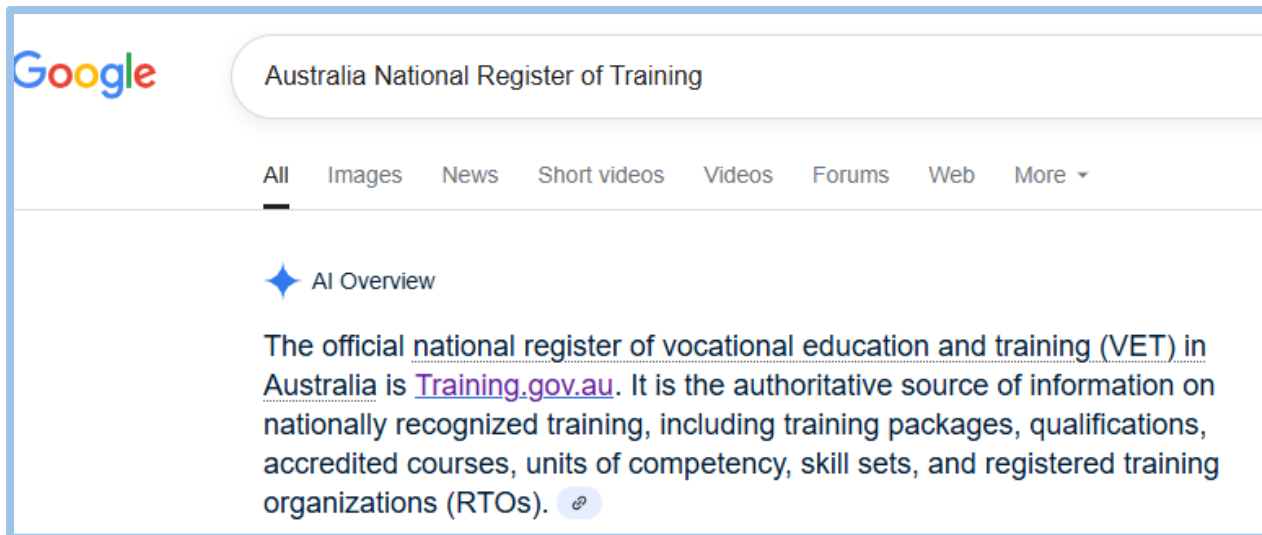 Google
Australia National Register of Training
All Images News Short videos Videos Forums Web More
AI Overview
The official national register of vocational education and training (VET) in
Australia is Training.gov.au. It is the authoritative source of information on
nationally recognized training, including training packages, qualifications,
accredited courses, units of competency, skill sets, and registered training
organizations (RTOs).